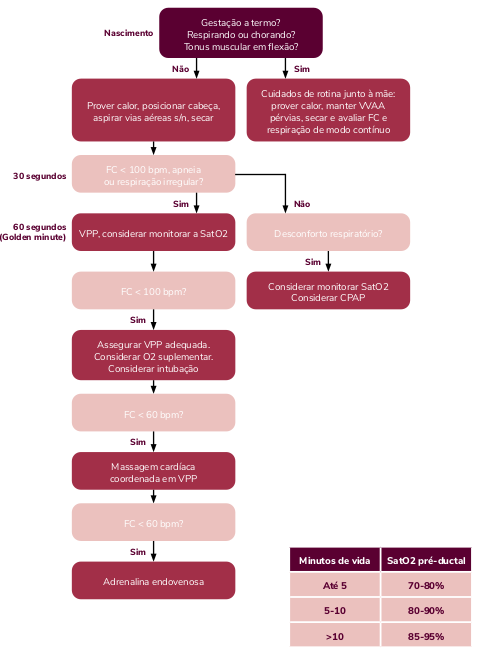 Nascimento
Gestação a termo?
Respirando ou chorando?
Tonus muscular em flexão?
Não
Sim
Prover calor, posicionar cabeça,
aspirar vias aéreas s/n, secar
Cuidados de rotina junto à mãe:
prover calor, manter VVAA
pérvias, secar e avaliar FC e
respiração de modo contínuo
30 segundos
FC < 100 bpm, apneia
ou respiração irregular?
Sim
Não
60 segundos
(Golden minute)
VPP, considerar monitorar a SatO2
Desconforto respiratório?
Sim
FC < 100 bpm?
Considerar monitorar SatO2
Considerar CPAP
Sim
Assegurar VPP adequada.
Considerar O2 suplementar.
Considerar intubação
FC < 60 bpm?
Sim
Massagem cardíaca
coordenada em VPP
FC < 60 bpm?
Sim
Adrenalina endovenosa
Minutos de vida SatO2 pré-ductal
Até 5 70-80%
5-10 80-90%
>10 85-95%